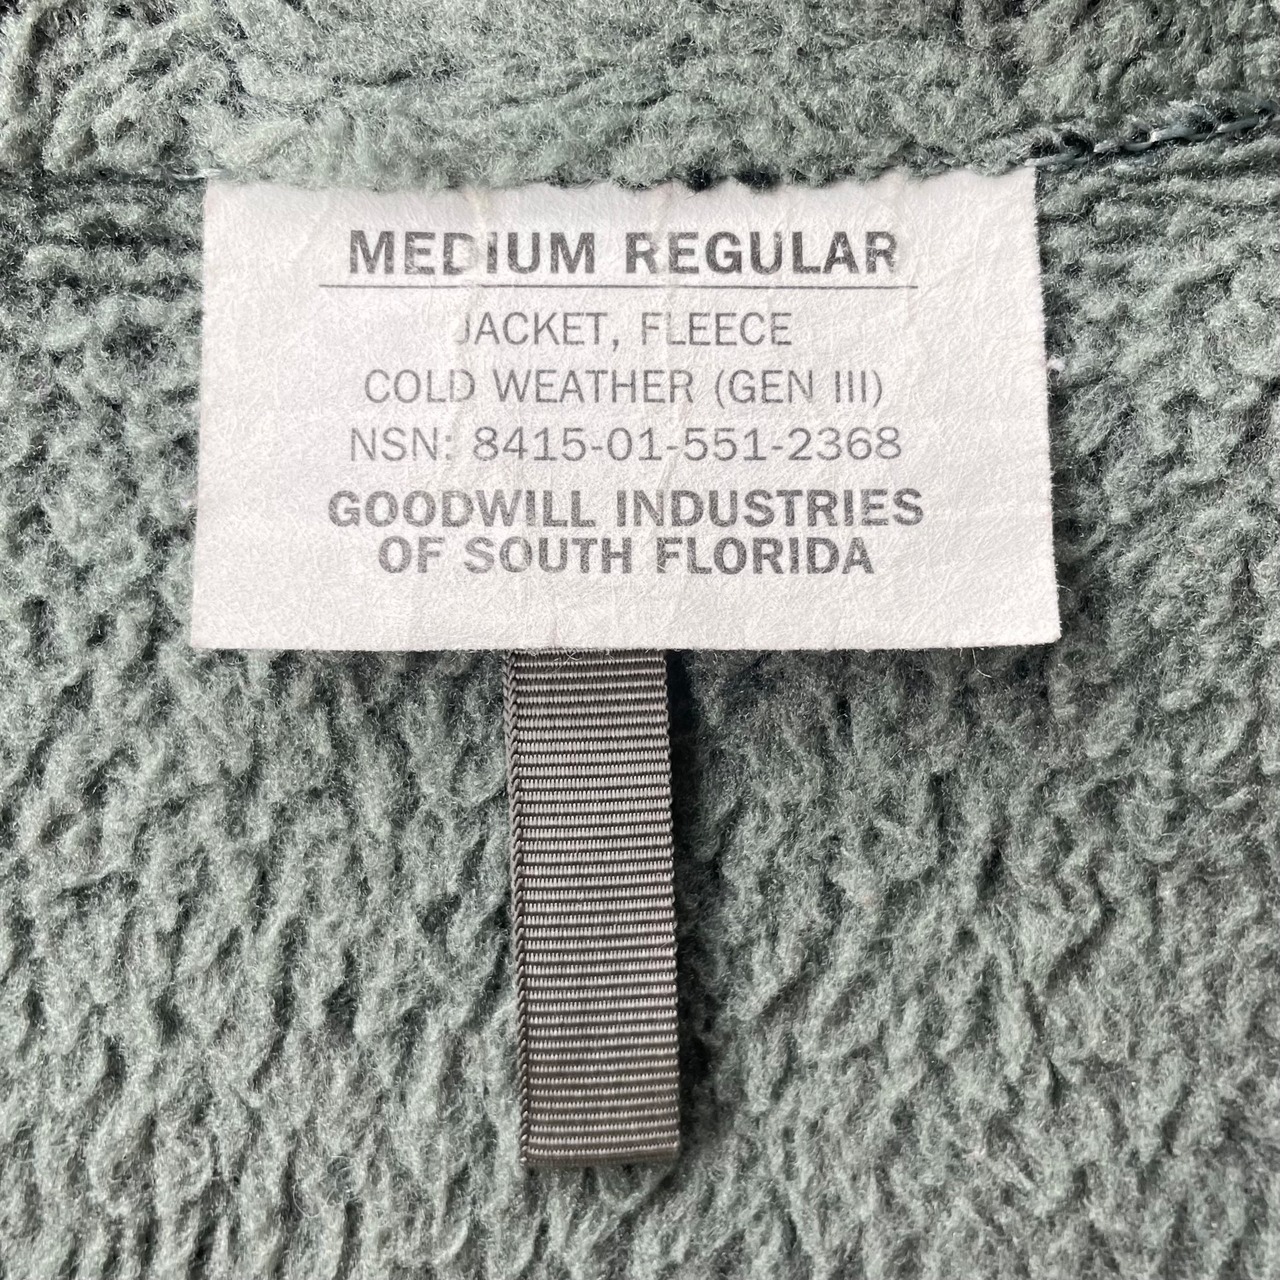 MEDIUM REGULAR
JACKET, FLEECE
COLD WEATHER (GEN III)
NSN: 8415-01-551-2368
GOODWILL INDUSTRIES
OF SOUTH FLORIDA